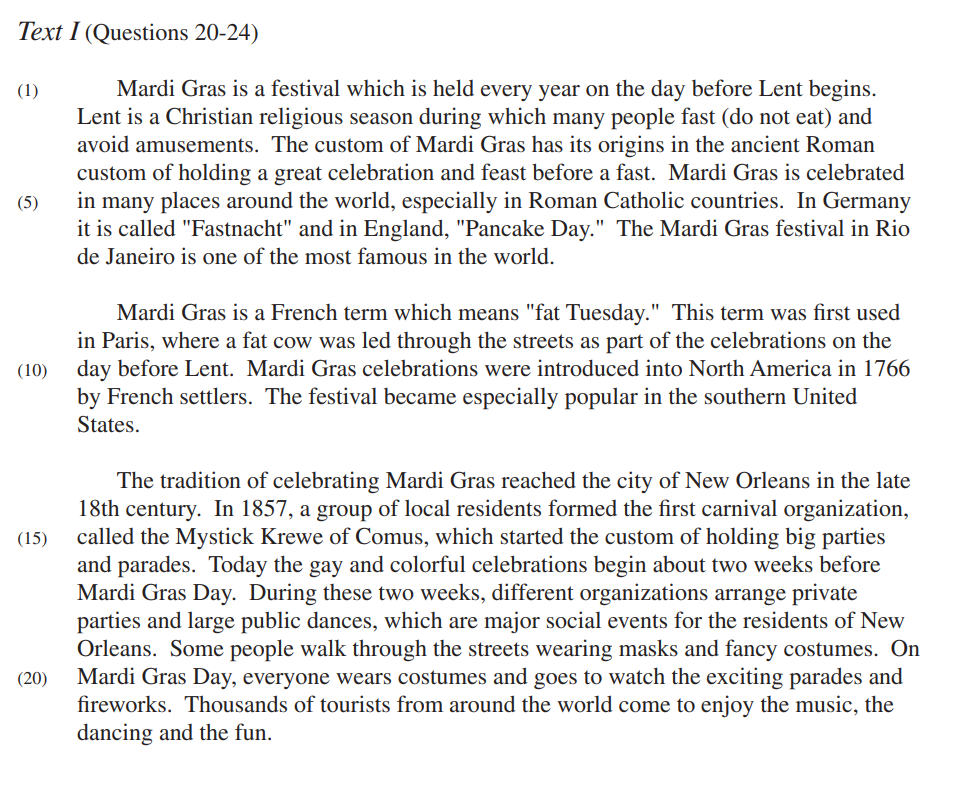 Text I (Questions 20-24)
(1) Mardi Gras is a festival which is held every year on the day before Lent begins.
Lent is a Christian religious season during which many people fast (do not eat) and
avoid amusements. The custom of Mardi Gras has its origins in the ancient Roman
custom of holding a great celebration and feast before a fast. Mardi Gras is celebrated
(5) in many places around the world, especially in Roman Catholic countries. In Germany
it is called "Fastnacht" and in England, "Pancake Day." The Mardi Gras festival in Rio
de Janeiro is one of the most famous in the world.
Mardi Gras is a French term which means "fat Tuesday." This term was first used
in Paris, where a fat cow was led through the streets as part of the celebrations on the
(10) day before Lent. Mardi Gras celebrations were introduced into North America in 1766
by French settlers. The festival became especially popular in the southern United
States.
The tradition of celebrating Mardi Gras reached the city of New Orleans in the late
18th century. In 1857, a group of local residents formed the first carnival organization,
(15) called the Mystick Krewe of Comus, which started the custom of holding big parties
and parades. Today the gay and colorful celebrations begin about two weeks before
Mardi Gras Day. During these two weeks, different organizations arrange private
parties and large public dances, which are major social events for the residents of New
Orleans. Some people walk through the streets wearing masks and fancy costumes. On
(20) Mardi Gras Day, everyone wears costumes and goes to watch the exciting parades and
fireworks. Thousands of tourists from around the world come to enjoy the music, the
dancing and the fun.